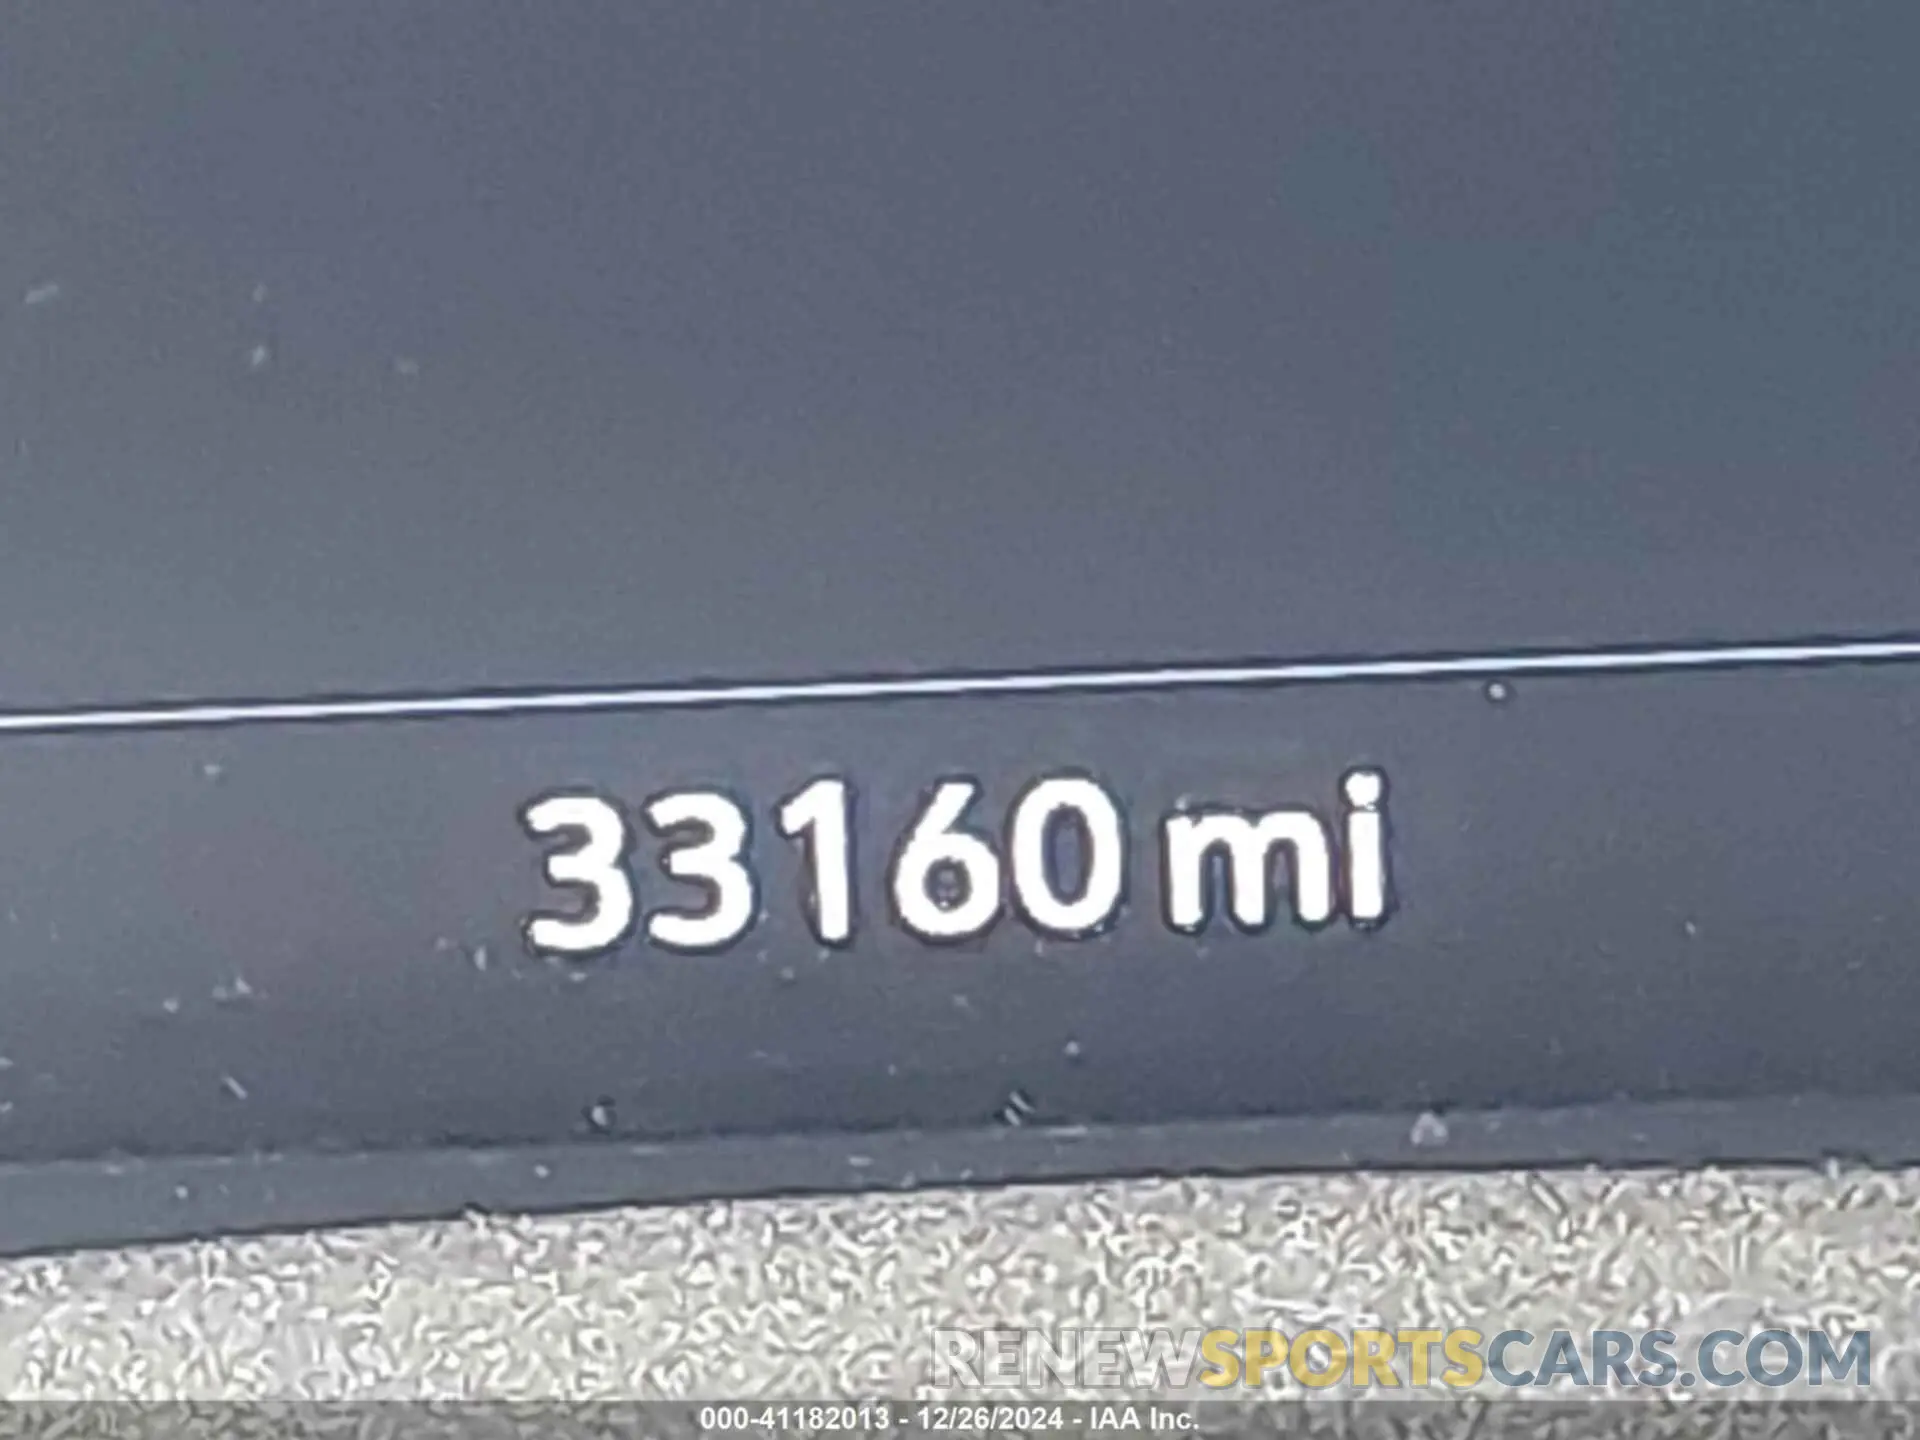 33160 mi
RENEWSPORTSCARS.COM
000-41182013 - 12/26/2024 - IAA Inc.